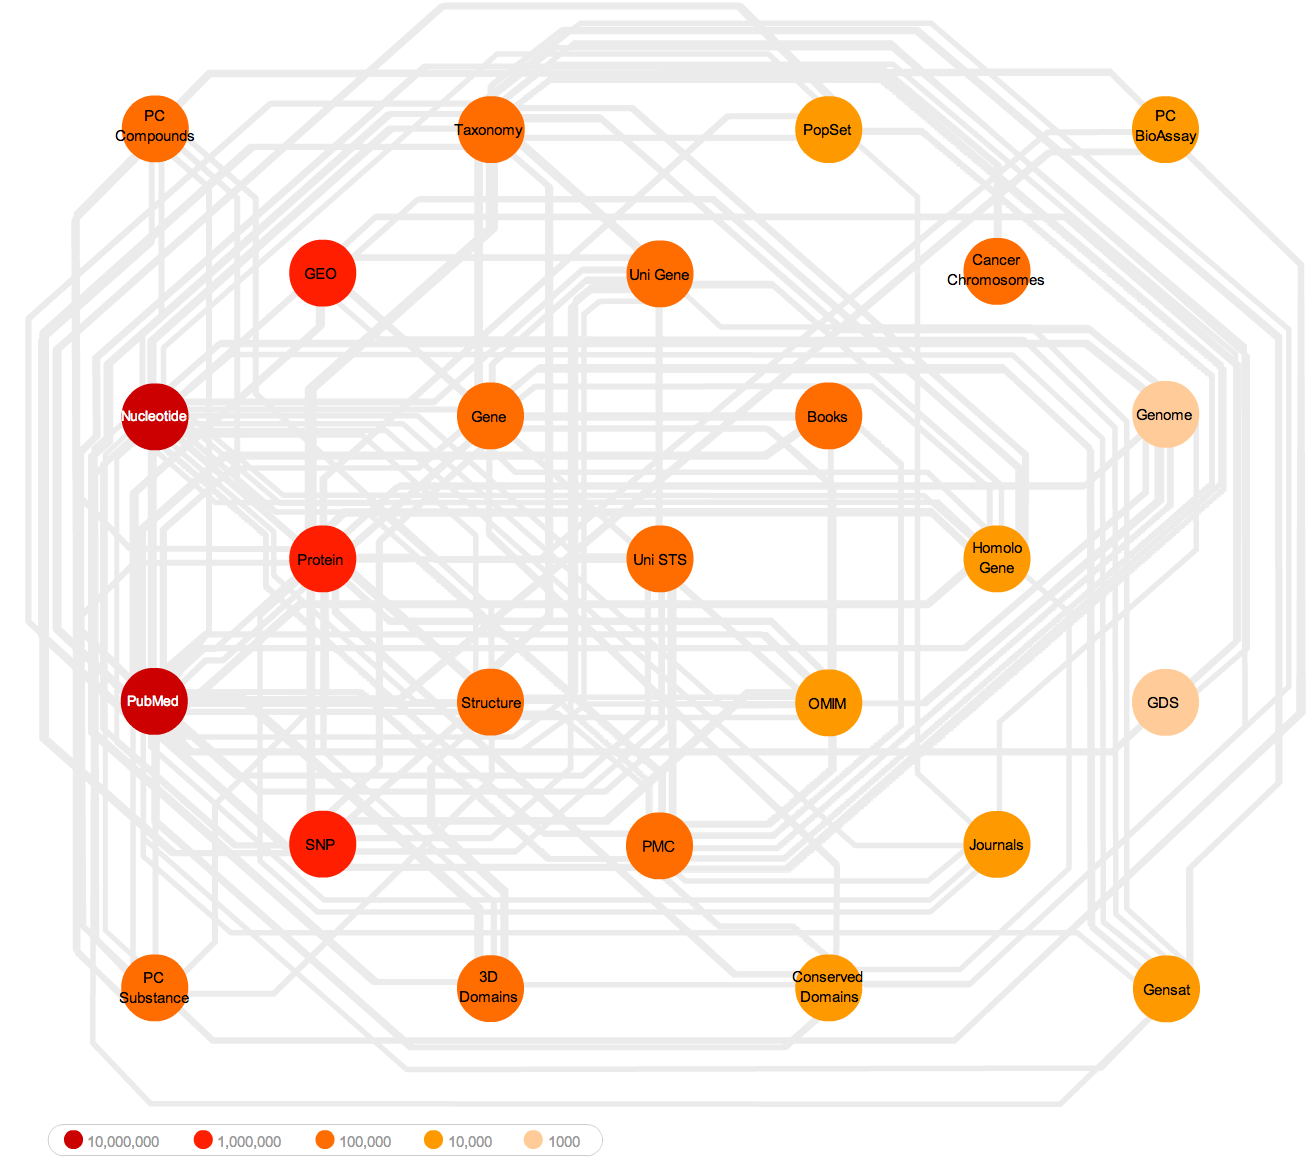 PC
Compounds
Taxonomy
PopSet
PC
BioAssay
GEO
Uni Gene
Cancer
Chromosomes
Nucleotide
Gene
Books
Genome
Protein
Uni STS
Homolo
Gene
PubMed
Structure
OMIM
GDS
SNP
PMC
Journals
PC
Substance
3D
Domains
Conserved
Domains
Gensat
10,000,000
1,000,000
100,000
10,000
1000